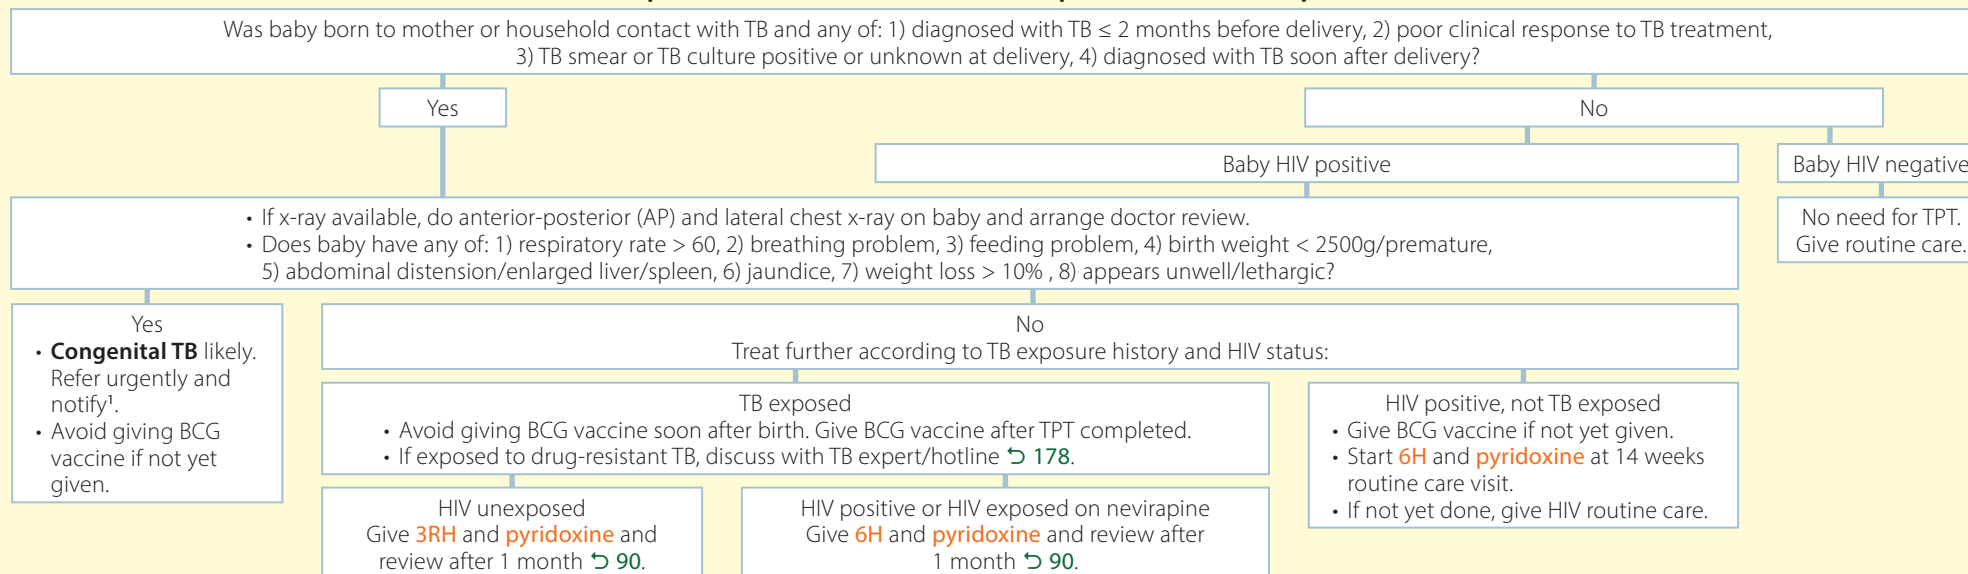 Was baby born to mother or household contact with TB and any of: 1) diagnosed with TB ≤ 2 months before delivery, 2) poor clinical response to TB treatment,
3) TB smear or TB culture positive or unknown at delivery, 4) diagnosed with TB soon after delivery?
Yes
No
Baby HIV positive
Baby HIV negative
• If x-ray available, do anterior-posterior (AP) and lateral chest x-ray on baby and arrange doctor review.
• Does baby have any of: 1) respiratory rate > 60, 2) breathing problem, 3) feeding problem, 4) birth weight < 2500g/premature,
5) abdominal distension/enlarged liver/spleen, 6) jaundice, 7) weight loss > 10% , 8) appears unwell/lethargic?
No need for TPT.
Give routine care.
Yes
• Congenital TB likely.
Refer urgently and
notify¹.
• Avoid giving BCG
vaccine if not yet
given.
No
Treat further according to TB exposure history and HIV status:
TB exposed
• Avoid giving BCG vaccine soon after birth. Give BCG vaccine after TPT completed.
• If exposed to drug-resistant TB, discuss with TB expert/hotline ⮌ 178.
HIV unexposed
Give 3RH and pyridoxine and
review after 1 month ⮌ 90.
HIV positive or HIV exposed on nevirapine
Give 6H and pyridoxine and review after
1 month ⮌ 90.
HIV positive, not TB exposed
• Give BCG vaccine if not yet given.
• Start 6H and pyridoxine at 14 weeks
routine care visit.
• If not yet done, give HIV routine care.